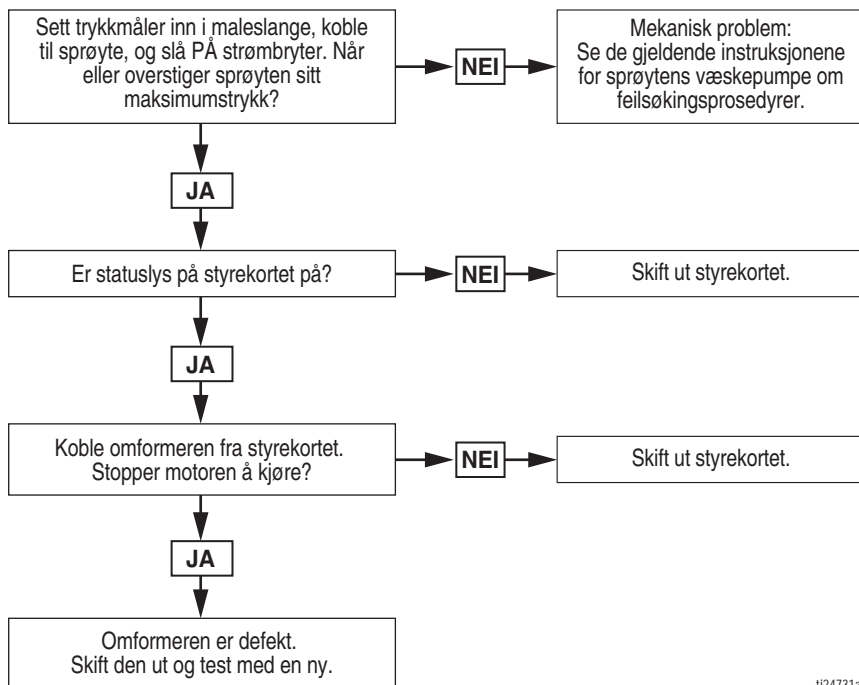 Sett trykkmåler inn i maleslange, koble
til sprøyte, og slå PÅ strømbryter. Når
eller overstiger sprøyten sitt
maksimumstrykk?
NEI
Mekanisk problem:
Se de gjeldende instruksjonene
for sprøytens væskepumpe om
feilsøkingsprosedyrer.
JA
Er statuslys på styrekortet på?
NEI
Skift ut styrekortet.
JA
Koble omformeren fra styrekortet.
Stopper motoren å kjøre?
NEI
Skift ut styrekortet.
JA
Omformeren er defekt.
Skift den ut og test med en ny.
ti24731a